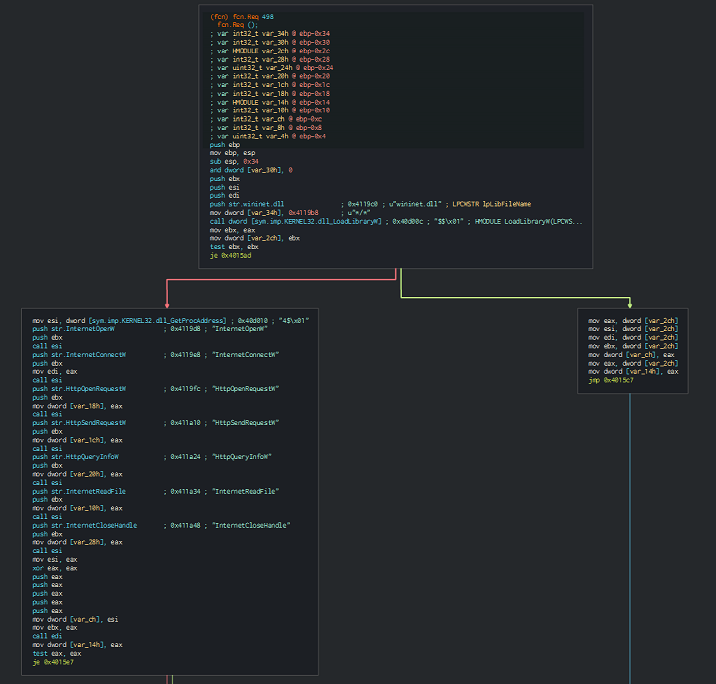 (fcn) fcn.Req 498
fcn.Req ();
; var int32_t var_34h @ ebp-0x34
; var int32_t var_30h @ ebp-0x30
; var HMODULE var_2ch @ ebp-0x2c
; var int32_t var_28h @ ebp-0x28
; var uint32_t var_24h @ ebp-0x24
; var int32_t var_20h @ ebp-0x20
; var int32_t var_1ch @ ebp-0x1c
; var int32_t var_18h @ ebp-0x18
; var HMODULE var_14h @ ebp-0x14
; var int32_t var_10h @ ebp-0x10
; var int32_t var_ch @ ebp-0xc
; var int32_t var_8h @ ebp-0x8
; var uint32_t var_4h @ ebp-0x4
push ebp
mov ebp, esp
sub esp, 0x34
and dword [var_30h], 0
push ebx
push esi
push edi
push str.wininet.dll ; 0x4119c0 ; u"wininet.dll" ; LPCWSTR lpLibFileName
mov dword [var_34h], 0x4119b8 ; u"*/*"
call dword [sym.imp.KERNEL32.dll_LoadLibraryW] ; 0x40d00c ; "$$\x01" ; HMODULE LoadLibraryW(LPCWS...
mov ebx, eax
mov dword [var_2ch], ebx
test ebx, ebx
je 0x4015ad
mov esi, dword [sym.imp.KERNEL32.dll_GetProcAddress] ; 0x40d010 ; "4$\x01"
push str.InternetOpenW ; 0x4119d8 ; "InternetOpenW"
push ebx
call esi
push str.InternetConnectW ; 0x4119e8 ; "InternetConnectW"
push ebx
mov edi, eax
call esi
push str.HttpOpenRequestW ; 0x4119fc ; "HttpOpenRequestW"
push ebx
mov dword [var_18h], eax
call esi
push str.HttpSendRequestW ; 0x411a10 ; "HttpSendRequestW"
push ebx
mov dword [var_1ch], eax
call esi
push str.HttpQueryInfoW ; 0x411a24 ; "HttpQueryInfoW"
push ebx
mov dword [var_20h], eax
call esi
push str.InternetReadFile ; 0x411a34 ; "InternetReadFile"
push ebx
mov dword [var_10h], eax
call esi
push str.InternetCloseHandle ; 0x411a48 ; "InternetCloseHandle"
push ebx
mov dword [var_28h], eax
call esi
mov esi, eax
xor eax, eax
push eax
push eax
push eax
push eax
push eax
mov dword [var_ch], esi
mov ebx, eax
call edi
mov dword [var_14h], eax
test eax, eax
je 0x4015e7
mov eax, dword [var_2ch]
mov esi, dword [var_2ch]
mov edi, dword [var_2ch]
mov ebx, dword [var_2ch]
mov dword [var_ch], eax
mov eax, dword [var_2ch]
mov dword [var_14h], eax
jmp 0x4015c7